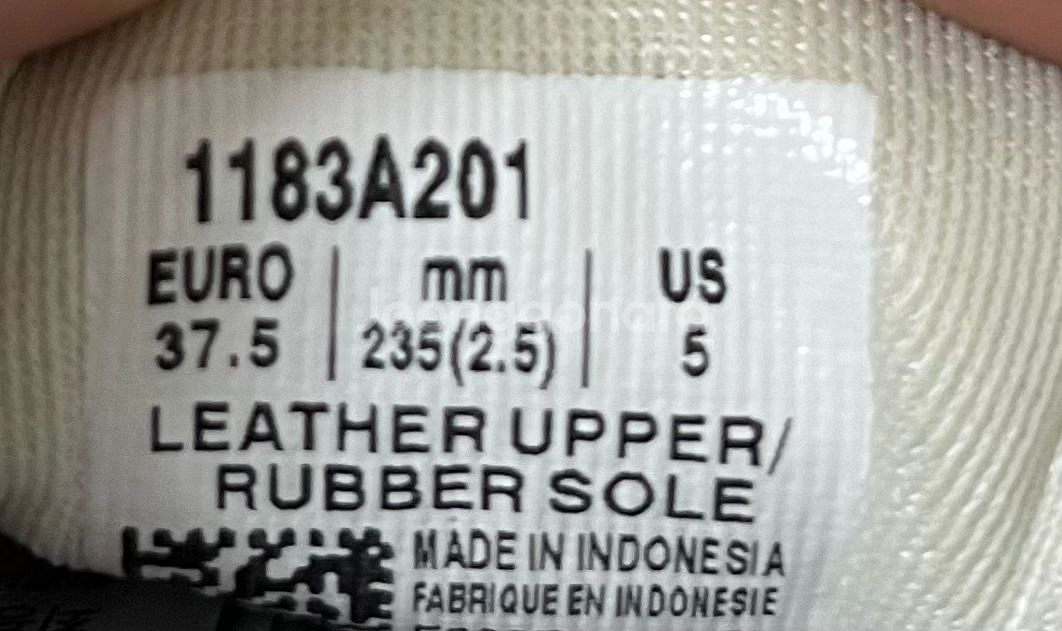 1183A201
EURO | mm | US
37.5 | 235(2.5) | 5
LEATHER UPPER/
RUBBER SOLE
MADE IN INDONESIA
FABRIQUE EN INDONESIE